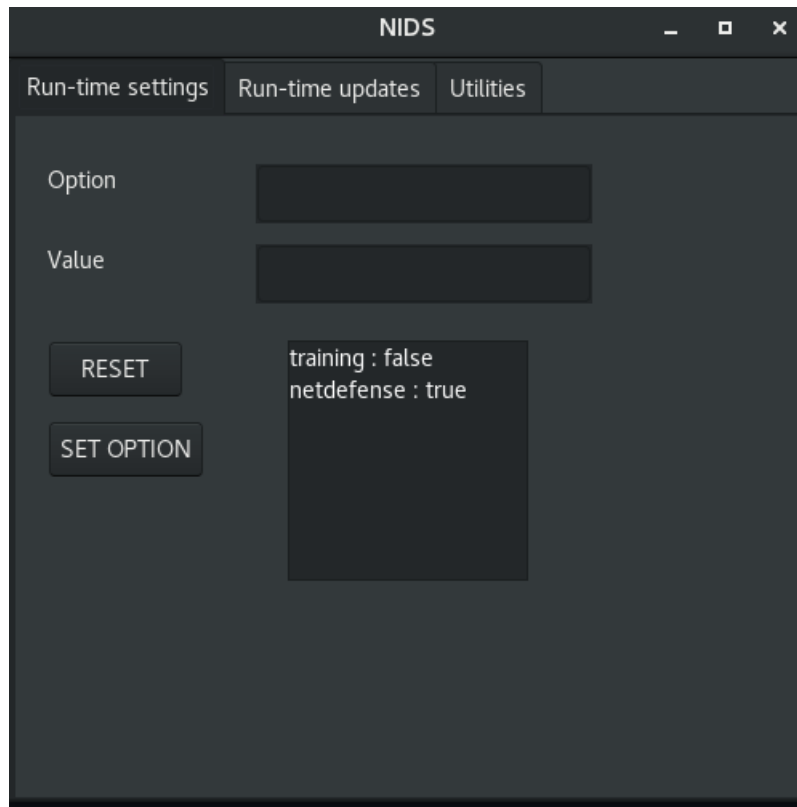 NIDS
Run-time settings Run-time updates Utilities
Option
Value
RESET
training : false
netdefense : true
SET OPTION